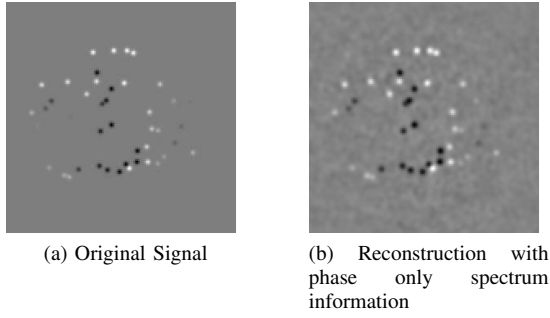 (a) Original Signal
(b) Reconstruction with
phase only spectrum
information